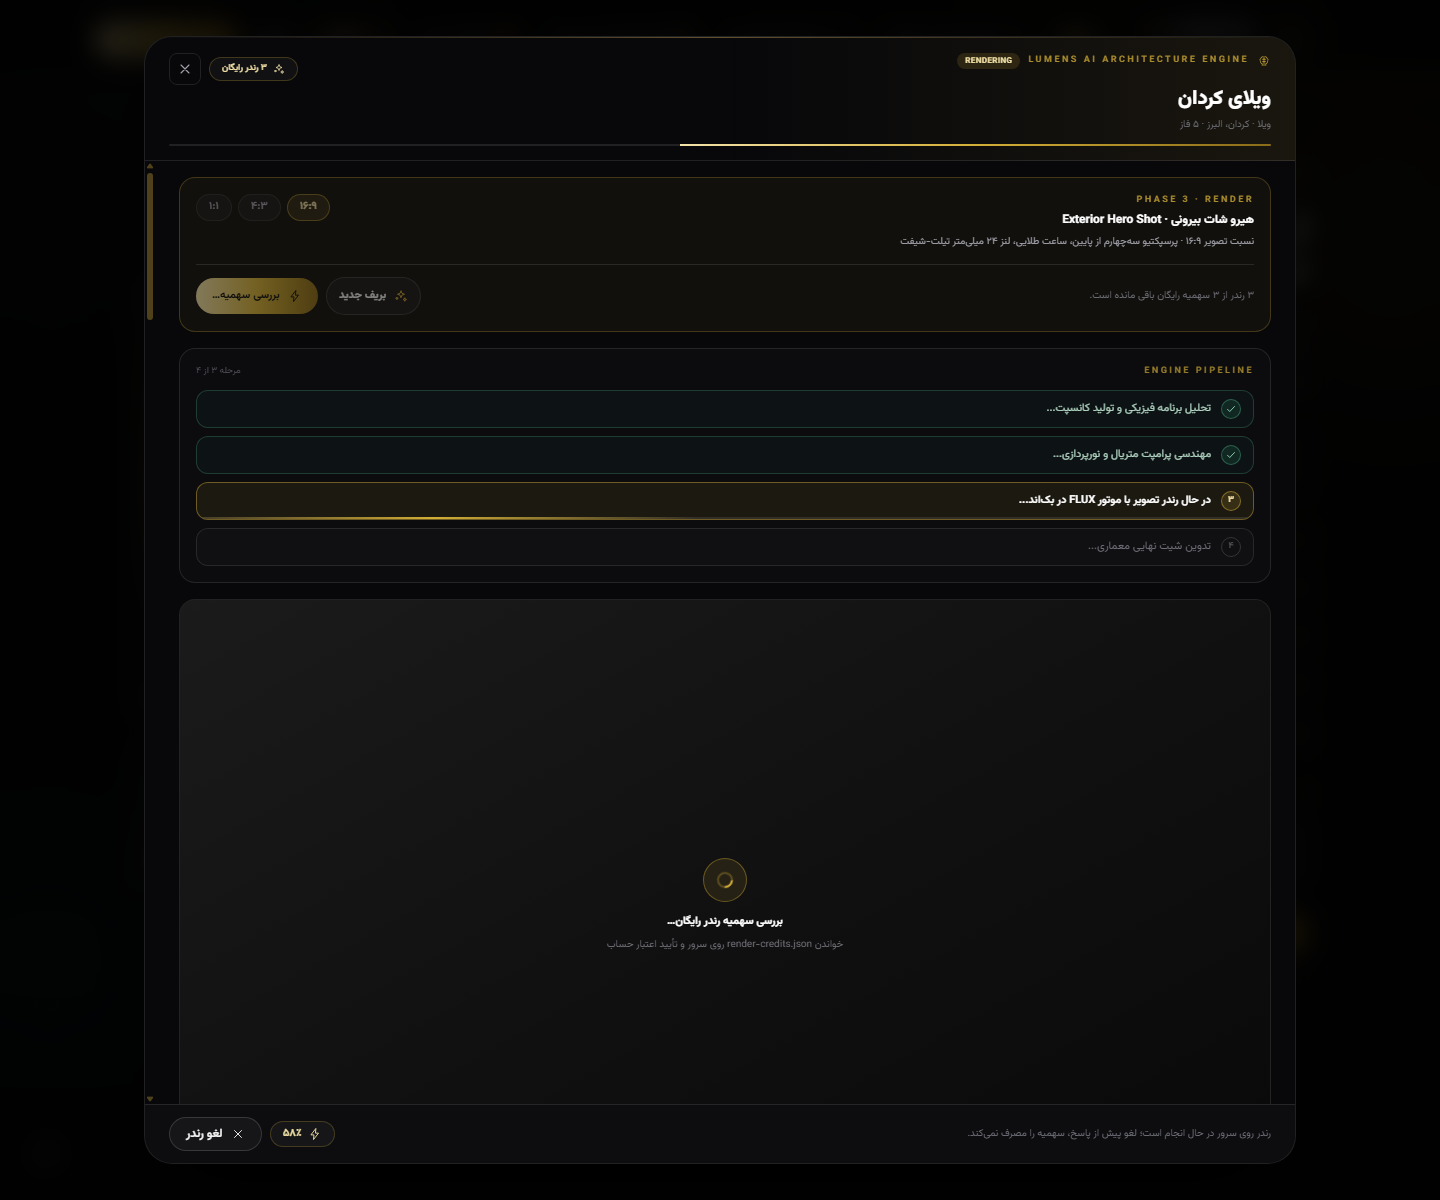 LUMENS AI ARCHITECTURE ENGINE RENDERING
۳ رندر رایگان
ویلای کردان
ویلا · کردان، البرز · ۵ فاز
PHASE 3 · RENDER
هیرو شات بیرونی · Exterior Hero Shot
نسبت تصویر ۱۶:۹ · پرسپکتیو سه‌چهارم از پایین، ساعت طلایی، لنز ۲۴ میلی‌متر تیلت-شیفت
۱۶:۹ ۴:۳ ۱:۱
۳ رندر از ۳ سهمیه رایگان باقی مانده است.
بریف جدید
بررسی سهمیه...
ENGINE PIPELINE
مرحله ۳ از ۴
تحلیل برنامه فیزیکی و تولید کانسپت...
مهندسی پرامپت متریال و نورپردازی...
۳ در حال رندر تصویر با موتور FLUX در بک‌اند...
۴ تدوین شیت نهایی معماری...
بررسی سهمیه رندر رایگان...
خواندن render-credits.json روی سرور و تأیید اعتبار حساب
رندر روی سرور در حال انجام است؛ لغو پیش از پاسخ، سهمیه را مصرف نمی‌کند.
۵۸٪
لغو رندر